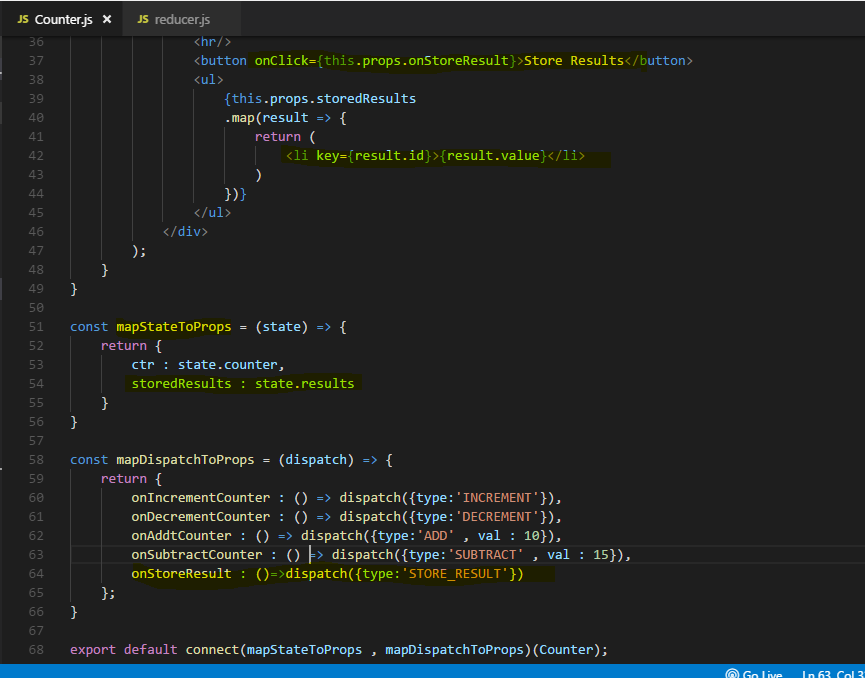 JS Counter.js × JS reducer.js
36 <hr/>
37 <button onClick={this.props.onStoreResult}>Store Results</button>
38 <ul>
39 {this.props.storedResults
40 .map(result => {
41 return (
42 <li key={result.id}>{result.value}</li>
43 )
44 })}
45 </ul>
46 </div>
47 );
48 }
49 }
50
51 const mapStateToProps = (state) => {
52 return {
53 ctr : state.counter,
54 storedResults : state.results
55 }
56 }
57
58 const mapDispatchToProps = (dispatch) => {
59 return {
60 onIncrementCounter : () => dispatch({type:'INCREMENT'}),
61 onDecrementCounter : () => dispatch({type:'DECREMENT'}),
62 onAddtCounter : () => dispatch({type:'ADD' , val : 10}),
63 onSubtractCounter : () => dispatch({type:'SUBTRACT' , val : 15}),
64 onStoreResult : ()=>dispatch({type:'STORE_RESULT'})
65 };
66 }
67
68 export default connect(mapStateToProps , mapDispatchToProps)(Counter);
Go Live Ln 63, Col 3